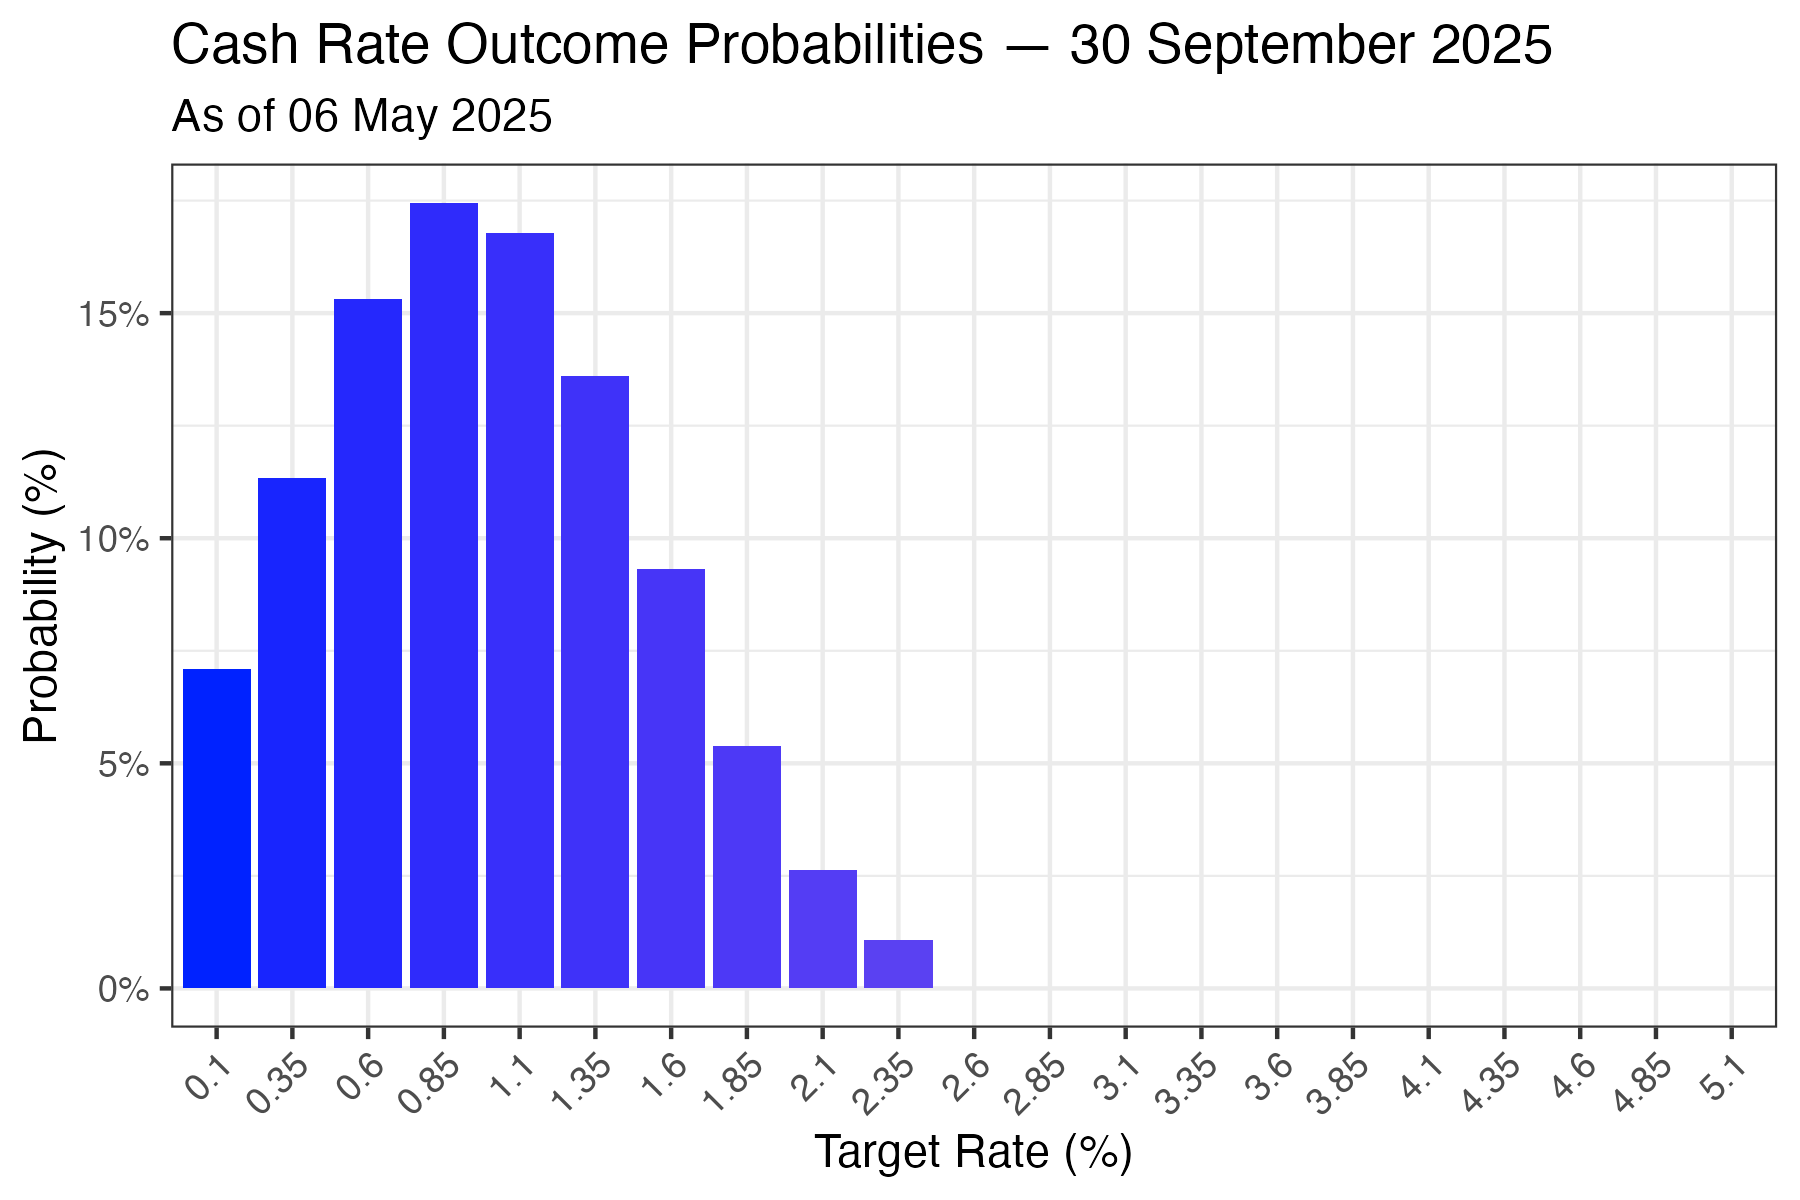 Cash Rate Outcome Probabilities — 30 September 2025
As of 06 May 2025
Probability (%)
15%
10%
5%
0%
0.1 0.35 0.6 0.85 1.1 1.35 1.6 1.85 2.1 2.35 2.6 2.85 3.1 3.35 3.6 3.85 4.1 4.35 4.6 4.85 5.1
Target Rate (%)